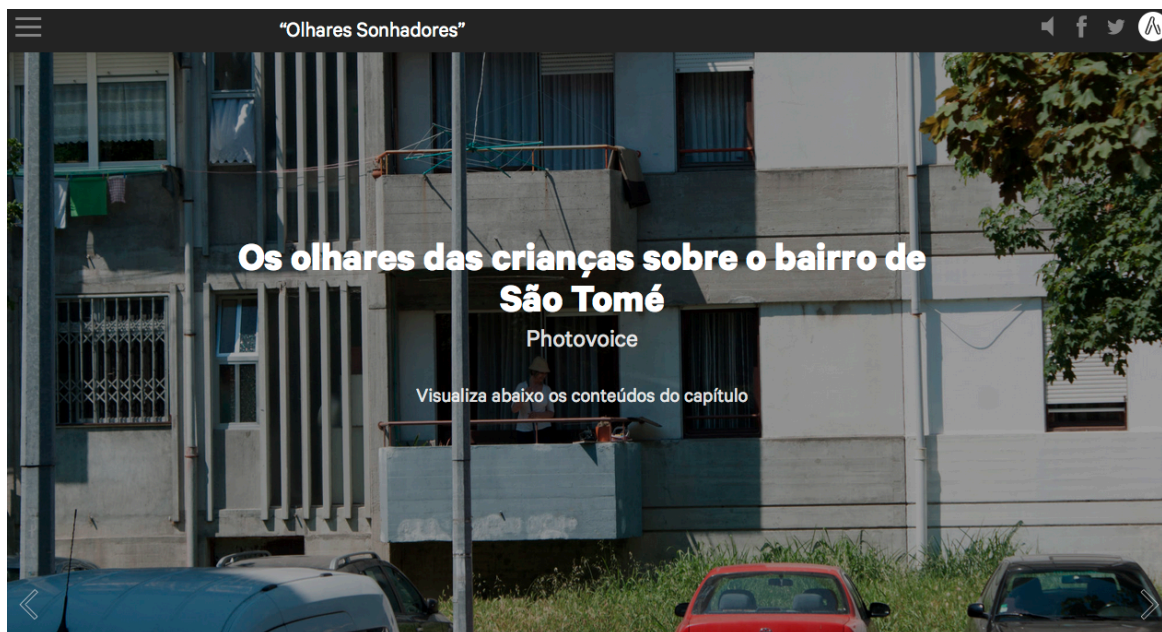 “Olhares Sonhadores”
Os olhares das crianças sobre o bairro de
São Tomé
Photovoice
Visualiza abaixo os conteúdos do capítulo